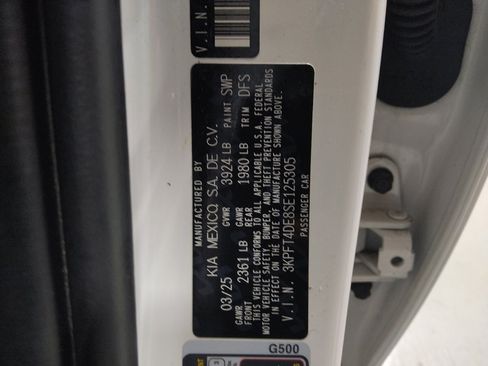 V.I.N.
MANUFACTURED BY
KIA MEXICO, S.A. DE C.V.
03/25 GVWR 3924 LB PAINT SWP
GAWR FRONT 2361 LB GAWR REAR 1980 LB TRIM DFS
THIS VEHICLE CONFORMS TO ALL APPLICABLE U.S.A. FEDERAL
MOTOR VEHICLE SAFETY, BUMPER, AND THEFT PREVENTION STANDARDS
IN EFFECT ON THE DATE OF MANUFACTURE SHOWN ABOVE.
V.I.N. 3KPFT4DE8SE125305
PASSENGER CAR
G500